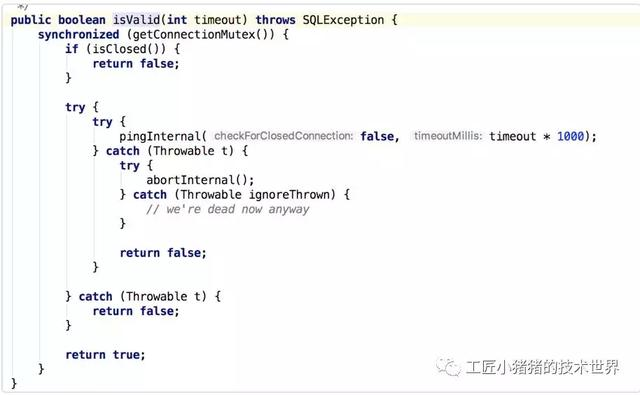 */
public boolean isValid(int timeout) throws SQLException {
    synchronized (getConnectionMutex()) {
        if (isClosed()) {
            return false;
        }

        try {
            try {
                pingInternal( checkForClosedConnection: false, timeoutMillis: timeout * 1000);
            } catch (Throwable t) {
                try {
                    abortInternal();
                } catch (Throwable ignoreThrown) {
                    // we're dead now anyway
                }

                return false;
            }

        } catch (Throwable t) {
            return false;
        }

        return true;
    }
}
工匠小猪猪的技术世界